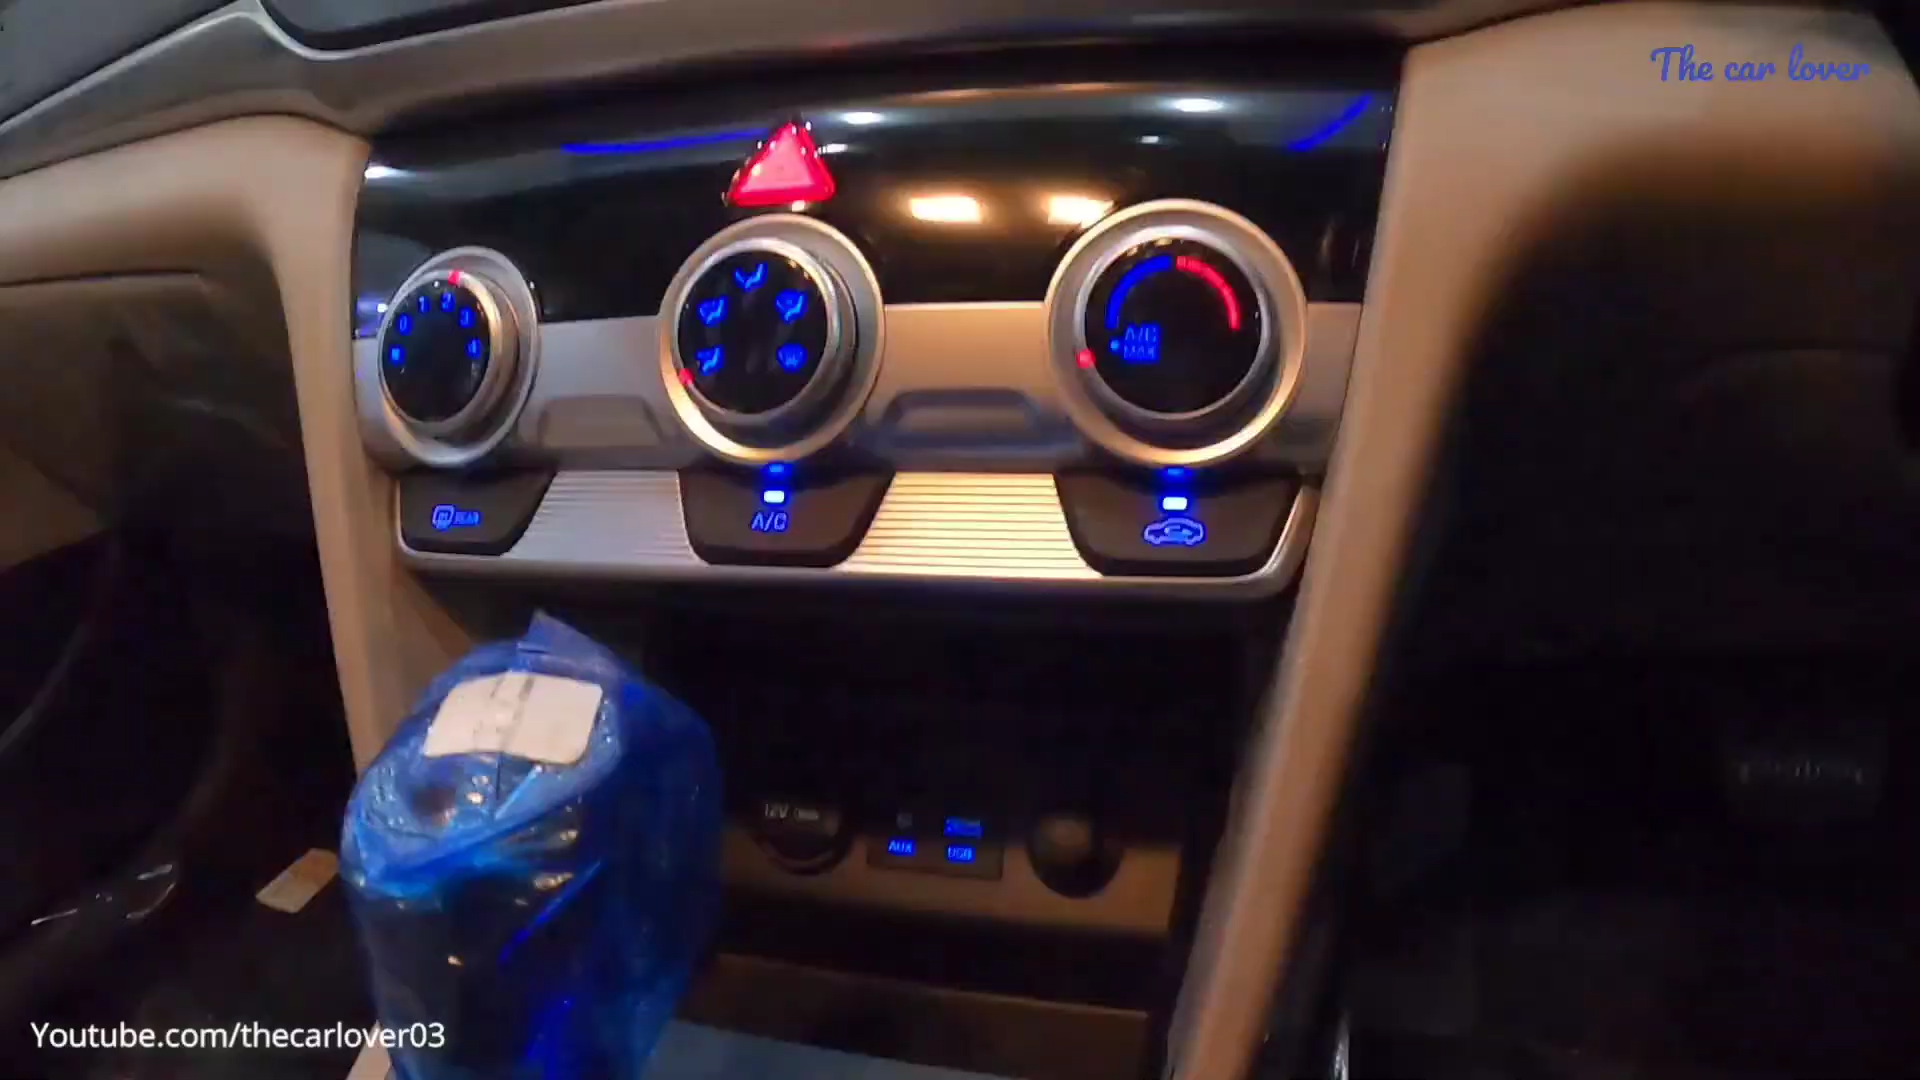 The car lover
0 1 2 3 4
A/C
MAX
REAR
A/C
12V
AUX
USB
Youtube.com/thecarlover03